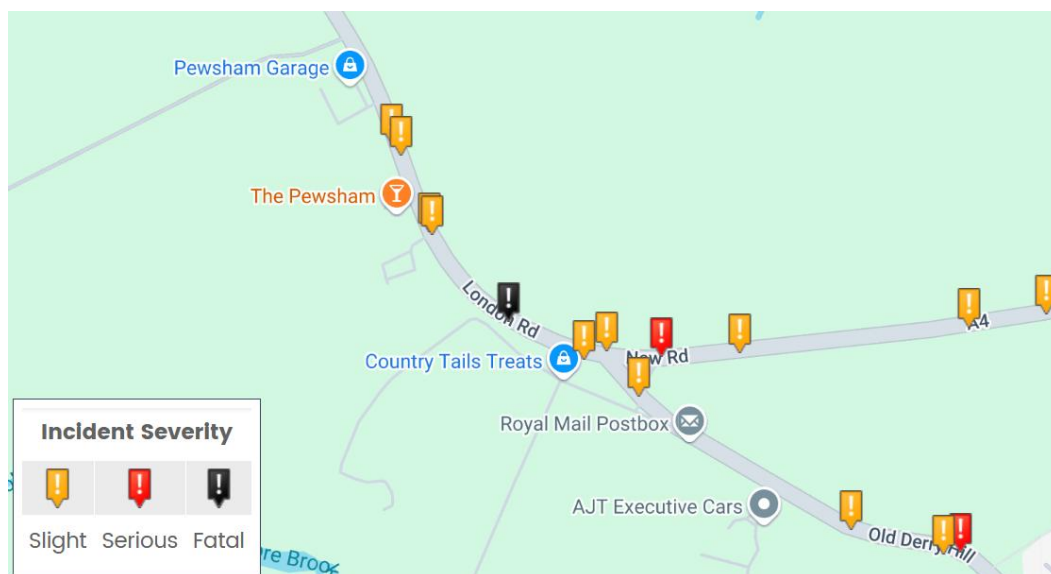 Pewsham Garage
The Pewsham
London Rd
A4
New Rd
Country Tails Treats
Royal Mail Postbox
AJT Executive Cars
Old Derry Hill
Incident Severity
Slight Serious Fatal
Brook